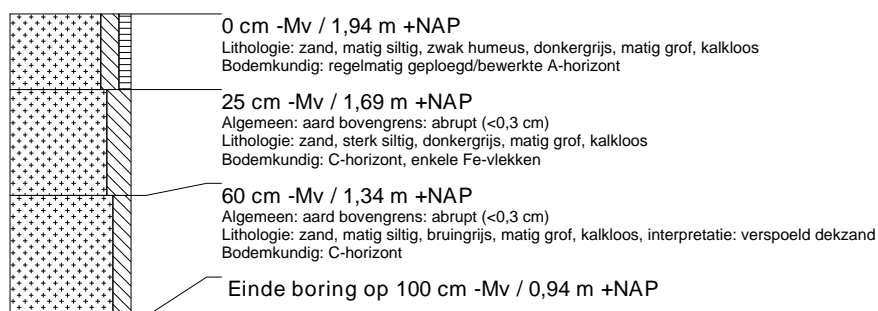 0 cm -Mv / 1,94 m +NAP
Lithologie: zand, matig siltig, zwak humeus, donkergrijs, matig grof, kalkloos
Bodemkundig: regelmatig geploegd/bewerkte A-horizont
25 cm -Mv / 1,69 m +NAP
Algemeen: aard bovengrens: abrupt (<0,3 cm)
Lithologie: zand, sterk siltig, donkergrijs, matig grof, kalkloos
Bodemkundig: C-horizont, enkele Fe-vlekken
60 cm -Mv / 1,34 m +NAP
Algemeen: aard bovengrens: abrupt (<0,3 cm)
Lithologie: zand, matig siltig, bruingrijs, matig grof, kalkloos, interpretatie: verspoeld dekzand
Bodemkundig: C-horizont
Einde boring op 100 cm -Mv / 0,94 m +NAP